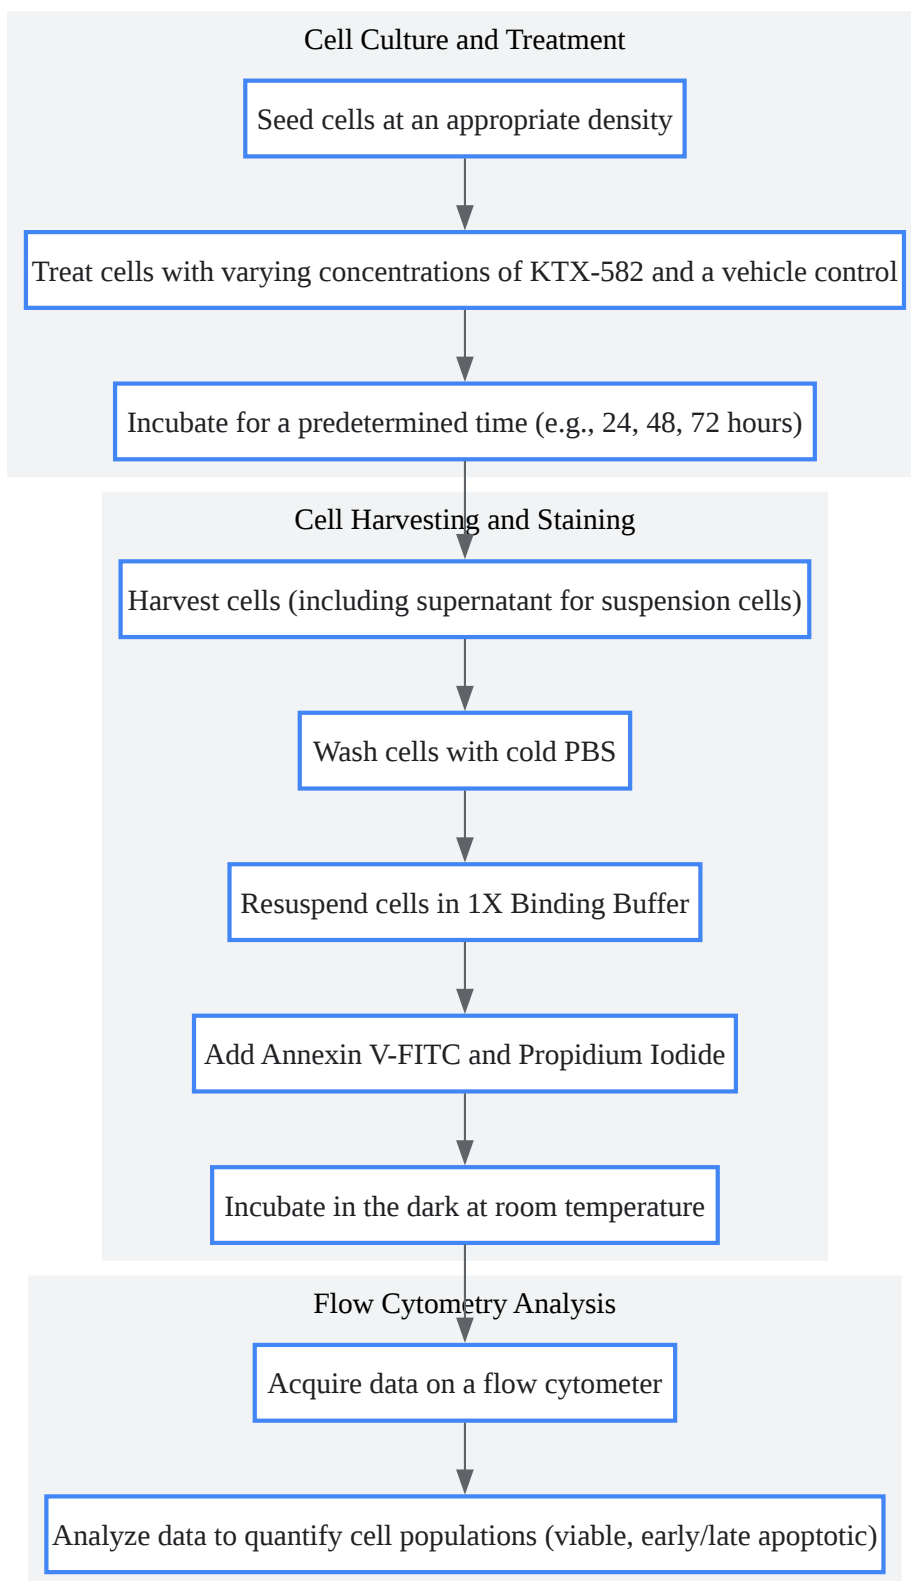 Cell Culture and Treatment
Seed cells at an appropriate density
Treat cells with varying concentrations of KTX-582 and a vehicle control
Incubate for a predetermined time (e.g., 24, 48, 72 hours)
Cell Harvesting and Staining
Harvest cells (including supernatant for suspension cells)
Wash cells with cold PBS
Resuspend cells in 1X Binding Buffer
Add Annexin V-FITC and Propidium Iodide
Incubate in the dark at room temperature
Flow Cytometry Analysis
Acquire data on a flow cytometer
Analyze data to quantify cell populations (viable, early/late apoptotic)